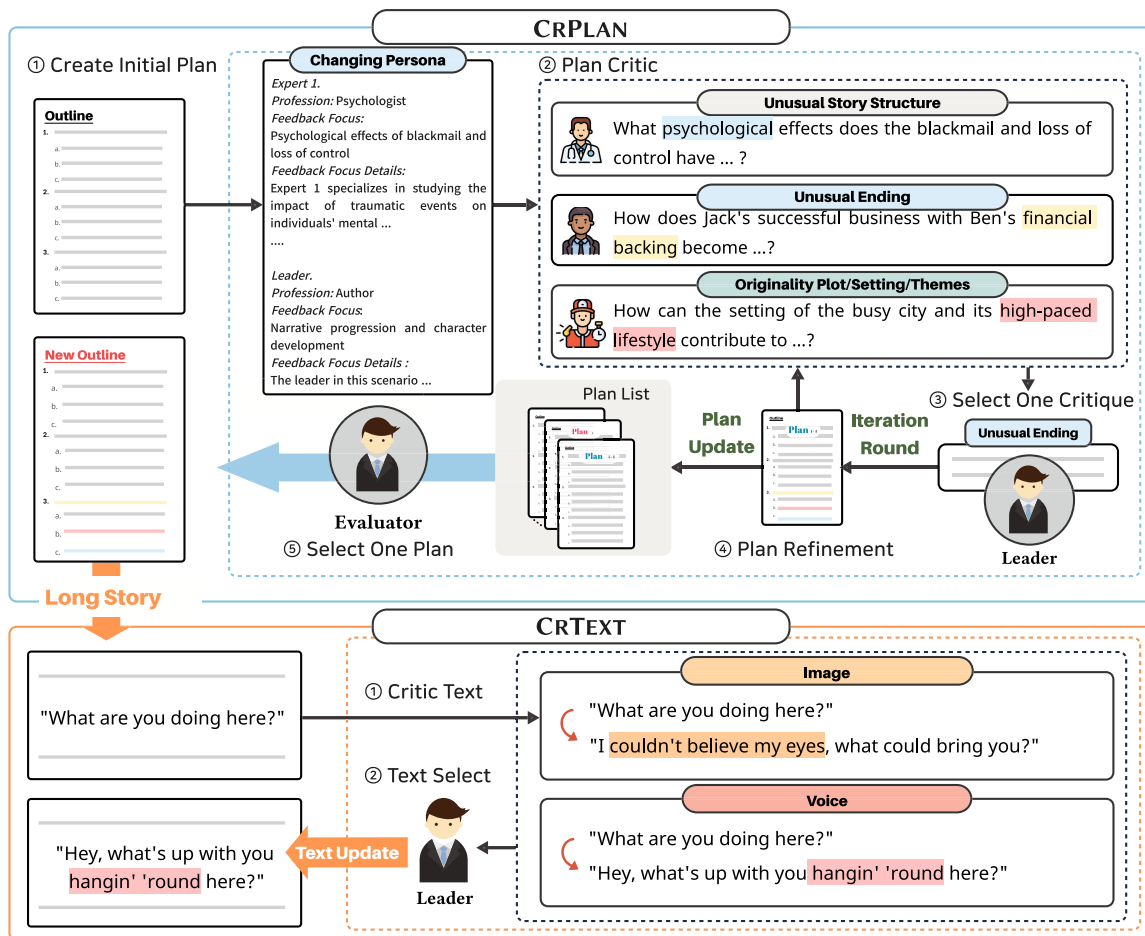 CRPLAN
① Create Initial Plan
Outline
1.
a.
b.
c.
2.
a.
b.
c.
3.
a.
b.
c.
Changing Persona
Expert 1.
Profession: Psychologist
Feedback Focus:
Psychological effects of blackmail and
loss of control
Feedback Focus Details:
Expert 1 specializes in studying the
impact of traumatic events on
individuals' mental ...
....
Leader.
Profession: Author
Feedback Focus:
Narrative progression and character
development
Feedback Focus Details :
The leader in this scenario ...
② Plan Critic
Unusual Story Structure
What psychological effects does the blackmail and loss of
control have ... ?
Unusual Ending
How does Jack's successful business with Ben's financial
backing become ...?
Originality Plot/Setting/Themes
How can the setting of the busy city and its high-paced
lifestyle contribute to ...?
③ Select One Critique
Unusual Ending
Leader
Iteration
Round
Plan
④ Plan Refinement
Plan
Update
Plan List
Plan
Plan
Evaluator
⑤ Select One Plan
New Outline
1.
a.
b.
c.
2.
a.
b.
c.
3.
a.
b.
c.
Long Story
CRTEXT
"What are you doing here?"
① Critic Text
Image
"What are you doing here?"
"I couldn't believe my eyes, what could bring you?"
Voice
"What are you doing here?"
"Hey, what's up with you hangin' 'round here?"
② Text Select
Leader
Text Update
"Hey, what's up with you
hangin' 'round here?"